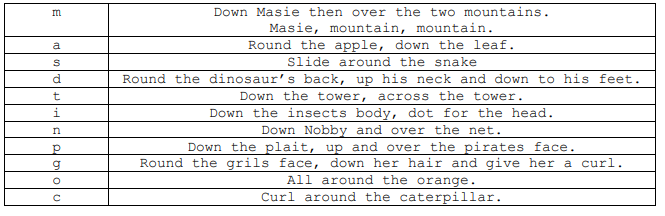 m Down Masie then over the two mountains.
Masie, mountain, mountain.
a Round the apple, down the leaf.
s Slide around the snake
d Round the dinosaur's back, up his neck and down to his feet.
t Down the tower, across the tower.
i Down the insects body, dot for the head.
n Down Nobby and over the net.
p Down the plait, up and over the pirates face.
g Round the grils face, down her hair and give her a curl.
o All around the orange.
c Curl around the caterpillar.